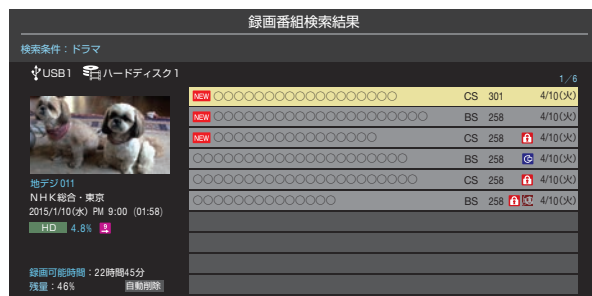 録画番組検索結果
検索条件：ドラマ
USB1 ハードディスク1
1／6
NEW ○○○○○○○○○○○○○○○○○○ CS 301 4/10(火)
NEW ○○○○○○○○○○○○○○○○○○○○○ BS 258 4/10(火)
NEW ○○○○○○○○○○○○○○○○ CS 258 4/10(火)
○○○○○○○○○○○○○○○○○○○○○ BS 258 4/10(火)
○○○○○○○○○○○○○○○○○○○○○○ CS 258 4/10(火)
○○○○○○○○○○○○○○ BS 258 4/10(火)
地デジ 011
NHK総合・東京
2015/1/10(水) PM 9:00 (01:58)
HD 4.8%
録画可能時間：22時間45分
残量：46% 自動削除